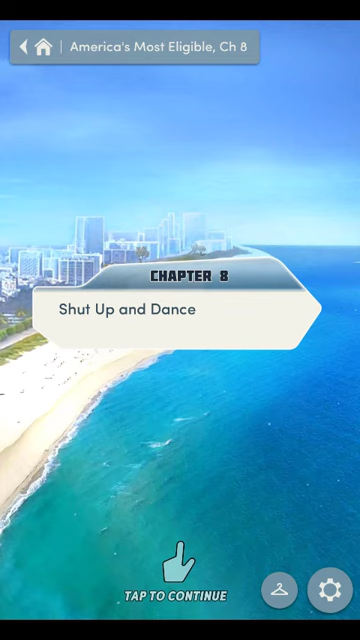 America's Most Eligible, Ch 8
CHAPTER 8
Shut Up and Dance
TAP TO CONTINUE